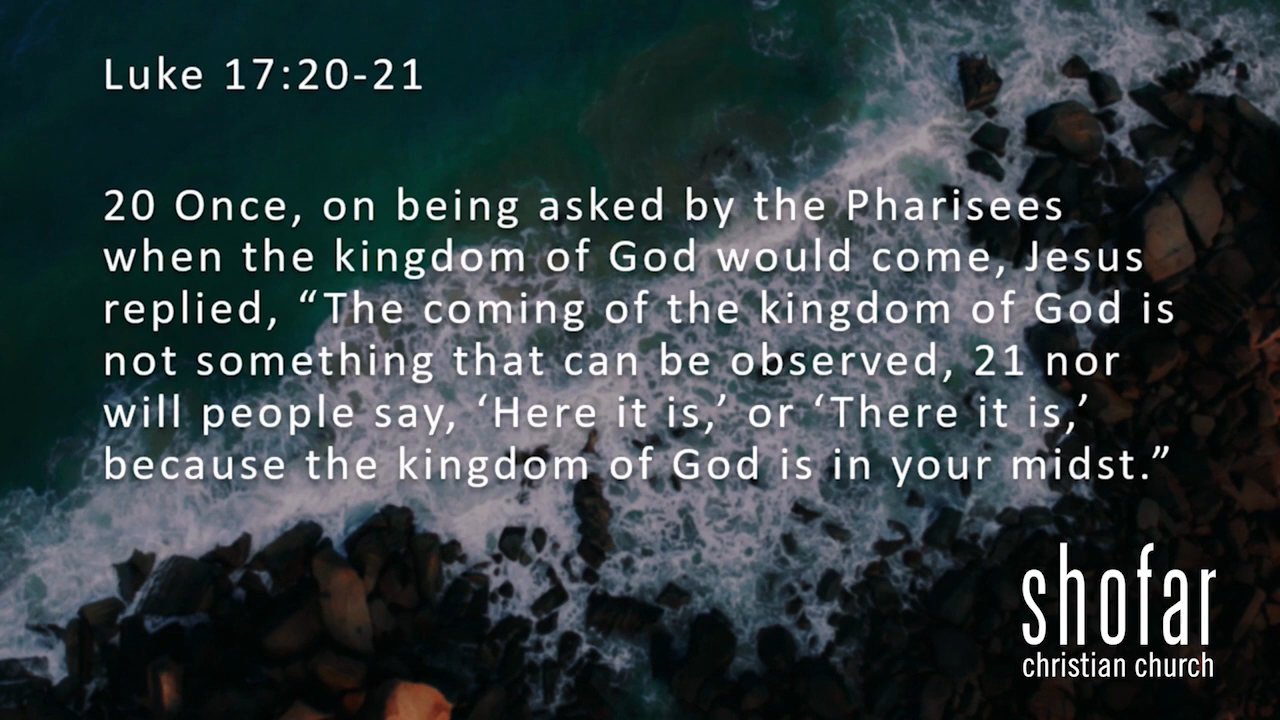 Luke 17:20-21
20 Once, on being asked by the Pharisees
when the kingdom of God would come, Jesus
replied, “The coming of the kingdom of God is
not something that can be observed, 21 nor
will people say, ‘Here it is,’ or ‘There it is,’
because the kingdom of God is in your midst.”
shofar
christian church